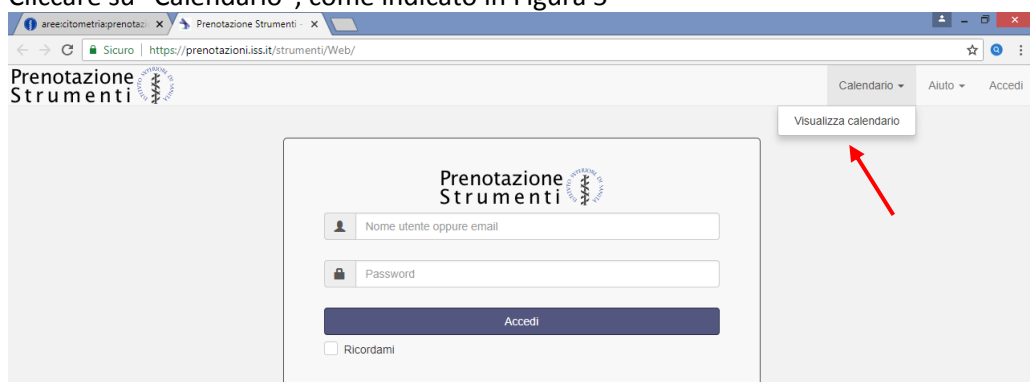 Cliccare su "Calendario", come indicato in Figura 3
aree:citometria:prenotazi
Prenotazione Strumenti -
Sicuro | https://prenotazioni.iss.it/strumenti/Web/
Prenotazione
Strumenti
Calendario
Aiuto
Accedi
Visualizza calendario
Prenotazione
Strumenti
Nome utente oppure email
Password
Accedi
Ricordami